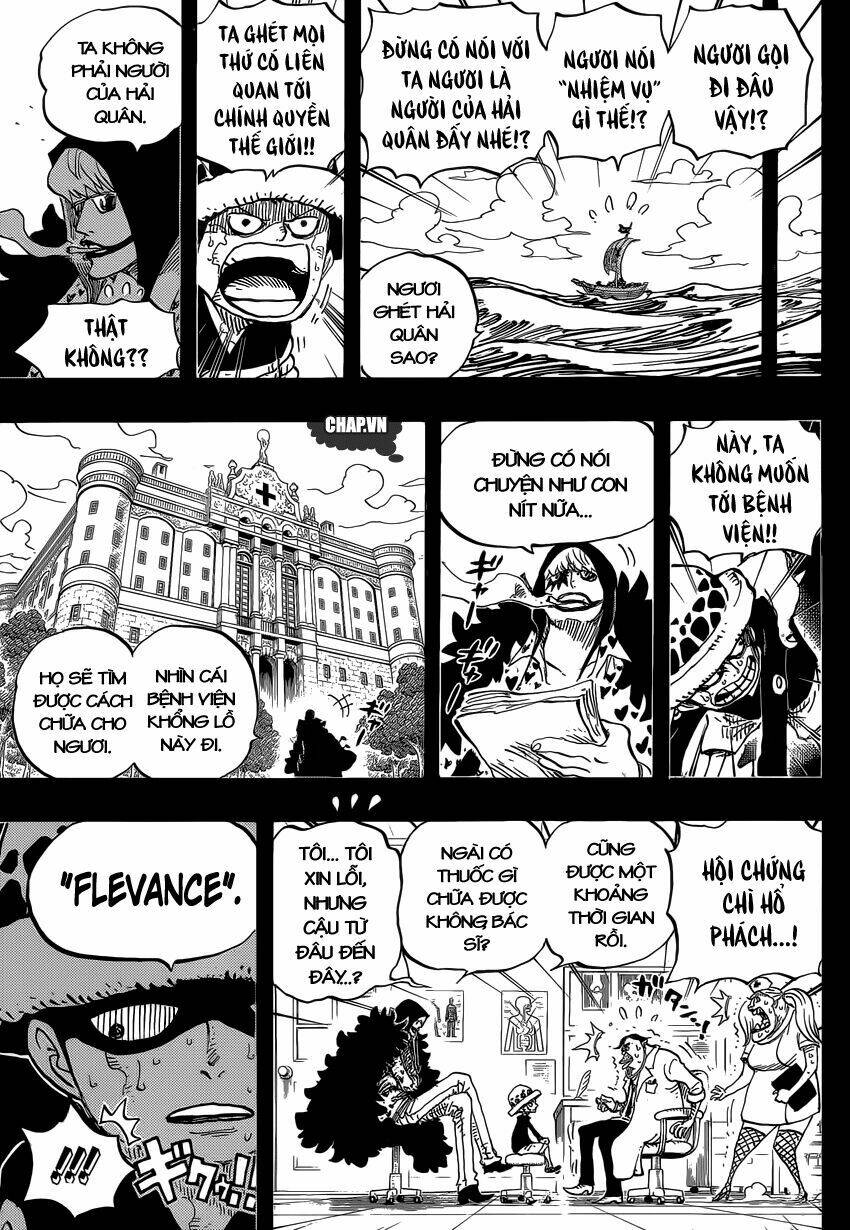 NGƯƠI GỌI
ĐI ĐÂU
VẬY!?
NGƯƠI NÓI
"NHIỆM VỤ"
GÌ THẾ!?
ĐỪNG CÓ NÓI VỚI
TA NGƯƠI LÀ
NGƯỜI CỦA HẢI
QUÂN ĐẤY NHÉ!?
NGƯƠI
GHÉT HẢI
QUÂN
SAO?
TA GHÉT MỌI
THỨ CÓ LIÊN
QUAN TỚI
CHÍNH QUYỀN
THẾ GIỚI!!
TA KHÔNG
PHẢI NGƯỜI
CỦA HẢI
QUÂN.
THẬT
KHÔNG??
NÀY, TA
KHÔNG MUỐN
TỚI BỆNH
VIỆN!!
ĐỪNG CÓ NÓI
CHUYỆN NHƯ CON
NÍT NỮA...
CHAP.VN
NHÌN CÁI
BỆNH VIỆN
KHỔNG LỒ
NÀY ĐI.
HỌ SẼ TÌM
ĐƯỢC CÁCH
CHỮA CHO
NGƯƠI.
HỘI CHỨNG
CHÌ HỔ
PHÁCH...!
CŨNG
ĐƯỢC MỘT
KHOẢNG
THỜI GIAN
RỒI.
NGÀI CÓ
THUỐC GÌ
CHỮA ĐƯỢC
KHÔNG, BÁC
SĨ?
TÔI... TÔI
XIN LỖI,
NHƯNG
CẬU TỪ
ĐÂU ĐẾN
ĐÂY...?
ガタン...!
"FLEVANCE".
!!!
ギクッ!!